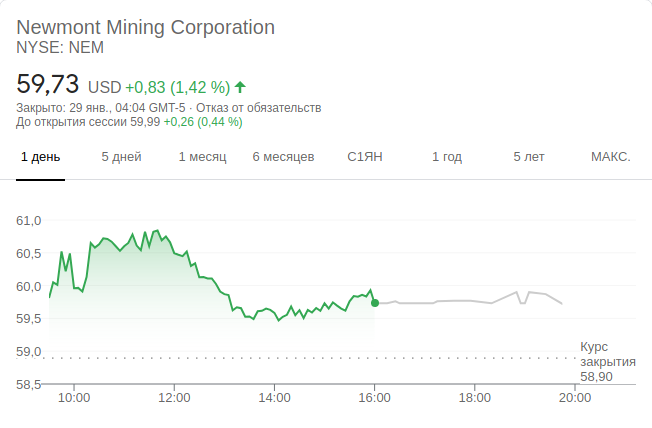 Newmont Mining Corporation
NYSE: NEM
59,73 USD +0,83 (1,42 %)
Закрыто: 29 янв., 04:04 GMT-5 · Отказ от обязательств
До открытия сессии 59,99 +0,26 (0,44 %)
1 день 5 дней 1 месяц 6 месяцев С1ЯН 1 год 5 лет МАКС.
61,0
60,5
60,0
59,5
59,0
58,5
Курс
закрытия
58,90
10:00 12:00 14:00 16:00 18:00 20:00